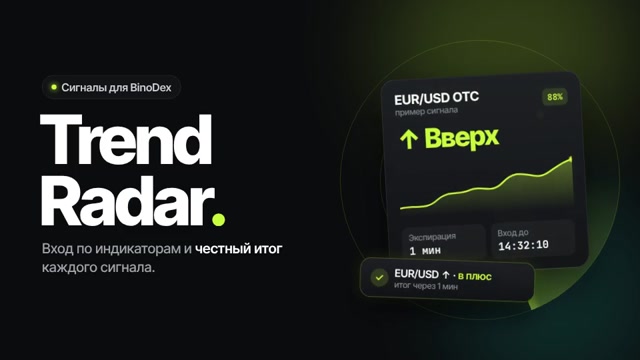 Сигналы для BinoDex
Trend
Radar.
Вход по индикаторам и честный итог
каждого сигнала.
EUR/USD OTC
пример сигнала
88%
↑ Вверх
Экспирация
1 мин
Вход до
14:32:10
EUR/USD ↑ · в плюс
итог через 1 мин